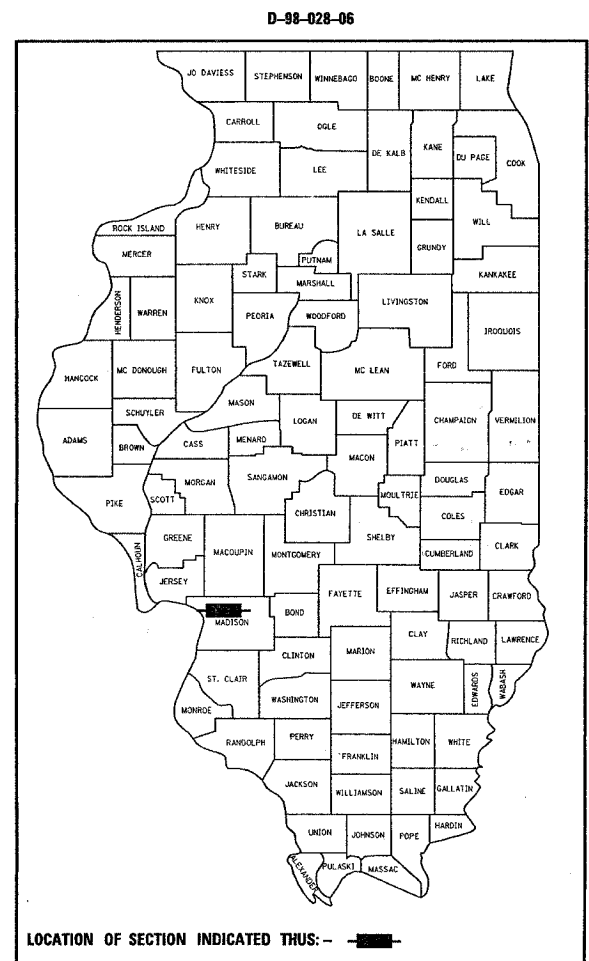 D-98-028-06
JO DAVIESS STEPHENSON WINNEBAGO BOONE MC HENRY LAKE
CARROLL OGLE
DE KALB KANE DU PAGE COOK
WHITESIDE LEE
KENDALL
ROCK ISLAND HENRY BUREAU LA SALLE WILL
GRUNDY
MERCER PUTNAM
STARK MARSHALL KANKAKEE
HENDERSON WARREN KNOX PEORIA WOODFORD LIVINGSTON IROQUOIS
HANCOCK MC DONOUGH FULTON TAZEWELL MC LEAN FORD
MASON
SCHUYLER LOGAN DE WITT CHAMPAIGN VERMILION
ADAMS BROWN CASS MENARD PIATT
MACON
PIKE SCOTT MORGAN SANGAMON MOULTRIE DOUGLAS EDGAR
CHRISTIAN COLES
CALHOUN GREENE MACOUPIN MONTGOMERY SHELBY CUMBERLAND CLARK
JERSEY FAYETTE EFFINGHAM JASPER CRAWFORD
MADISON BOND
CLAY RICHLAND LAWRENCE
CLINTON MARION
ST. CLAIR WAYNE EDWARDS WABASH
WASHINGTON JEFFERSON
MONROE
RANDOLPH PERRY HAMILTON WHITE
FRANKLIN
JACKSON WILLIAMSON SALINE GALLATIN
UNION JOHNSON POPE HARDIN
ALEXANDER PULASKI MASSAC
LOCATION OF SECTION INDICATED THUS: -